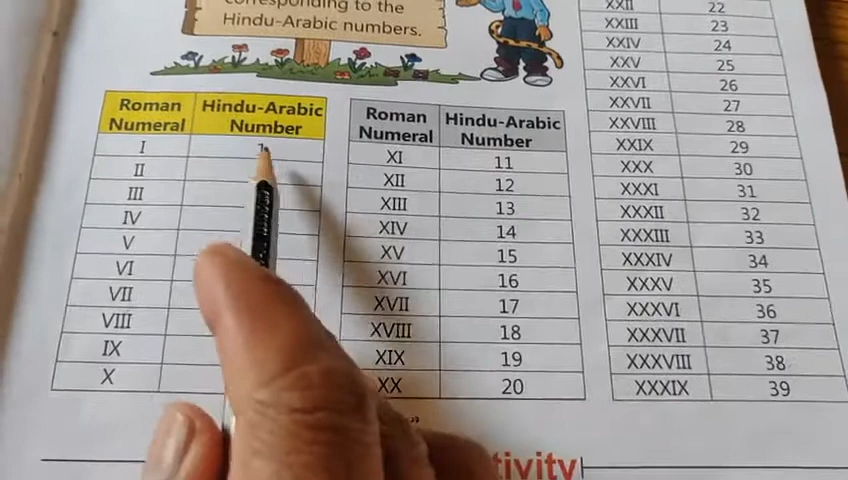 corresponding to the
Hindu-Arabic numbers.
Roman Numeral Hindu-Arabic Number
I 1
II
III
IV
V
VI
VII
VIII
IX
X
Roman Numeral Hindu-Arabic Number
XI 11
XII 12
XIII 13
XIV 14
XV 15
XVI 16
XVII 17
XVIII 18
XIX 19
XX 20
XXII 22
XXIII 23
XXIV 24
XXV 25
XXVI 26
XXVII 27
XXVIII 28
XXIX 29
XXX 30
XXXI 31
XXXII 32
XXXIII 33
XXXIV 34
XXXV 35
XXXVI 36
XXXVII 37
XXXVIII 38
XXXIX 39
tivity